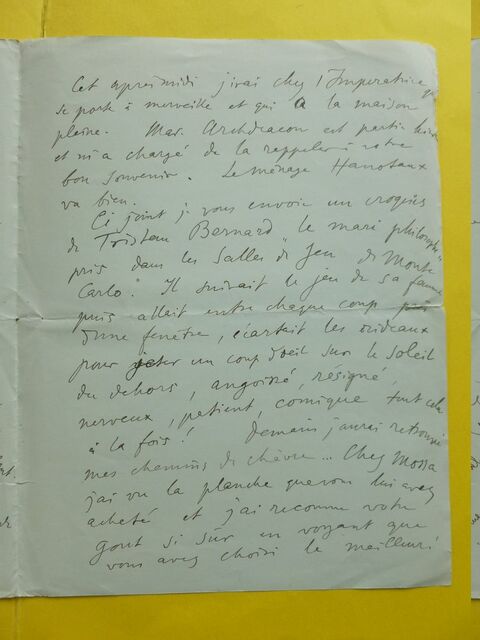 Cet après midi j'irai chez l'Imperatrice qui
se porte à merveille et qui a la maison
pleine. Mme Archdeacon est partie hier
et m'a chargé de la rappeler à votre
bon souvenir. Le ménage Hanotaux
va bien.
Ci joint je vous envoie un croquis
de Tristan Bernard "le mari philosophe"
pris dans les Salles de Jeu de Monte
Carlo". Il suivait le jeu de sa femme
puis allait entre chaque coup près
d'une fenêtre, écartait les rideaux
pour jeter un coup d'oeil sur le soleil
du dehors, angoissé, résigné,
nerveux, patient, comique tout cela
à la fois! Demain j'aurai retrouvé
mes chemins de chèvre... Chez Mossa
j'ai vu la planche que vous lui avez
acheté et j'ai reconnu votre
gout si sûr en voyant que
vous avez choisi le meilleur!